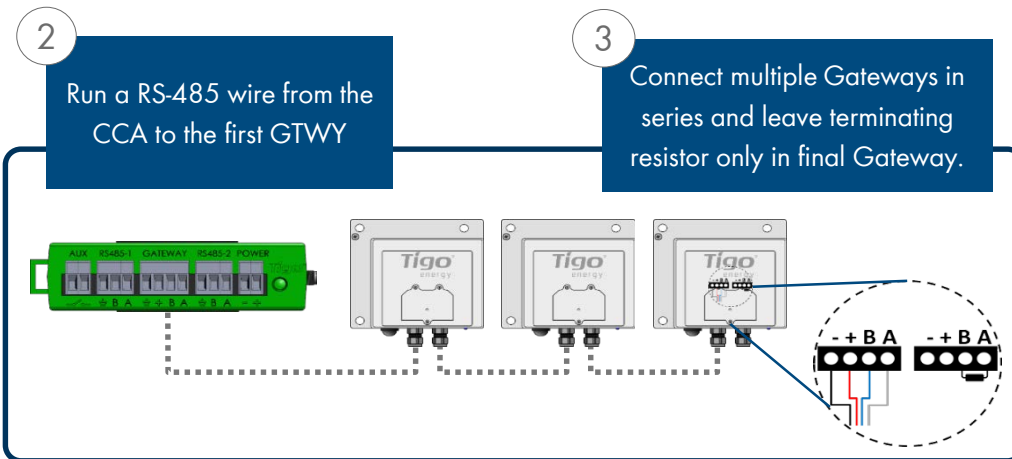 2
Run a RS-485 wire from the
CCA to the first GTWY
3
Connect multiple Gateways in
series and leave terminating
resistor only in final Gateway.
AUX RS485-1 GATEWAY RS485-2 POWER
Tigo
⏚ B A ⏚ + B A ⏚ B A - +
Tigo
energy
Tigo
energy
Tigo
energy
- + B A - + B A